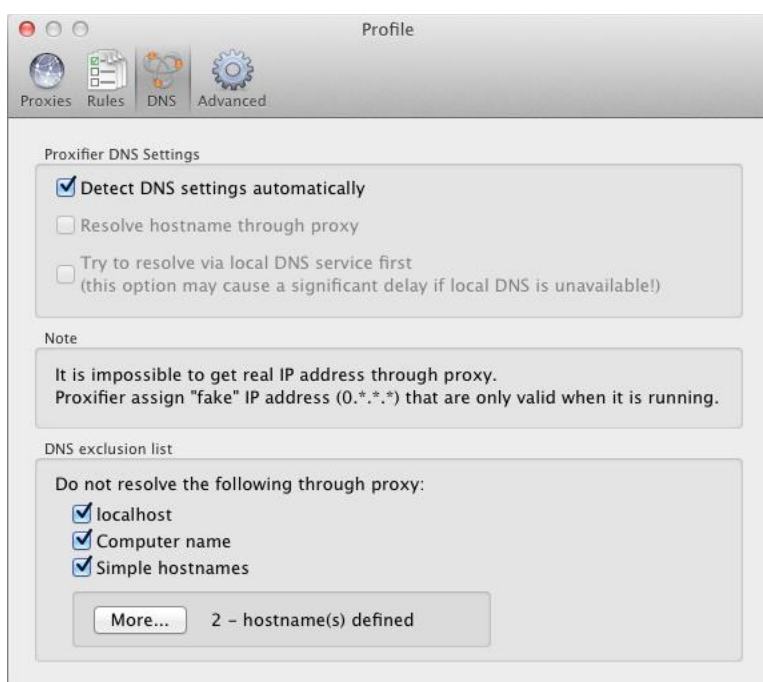 Profile
Proxies Rules DNS Advanced
Proxifier DNS Settings
Detect DNS settings automatically
Resolve hostname through proxy
Try to resolve via local DNS service first
(this option may cause a significant delay if local DNS is unavailable!)
Note
It is impossible to get real IP address through proxy.
Proxifier assign "fake" IP address (0.*.*.*) that are only valid when it is running.
DNS exclusion list
Do not resolve the following through proxy:
localhost
Computer name
Simple hostnames
More... 2 – hostname(s) defined